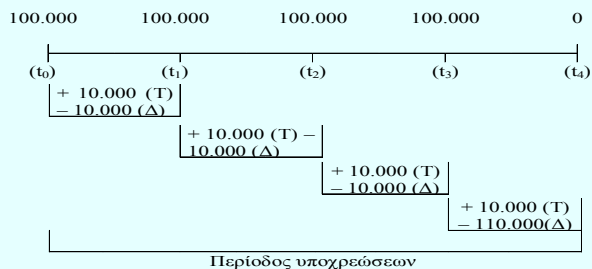 100.000 100.000 100.000 100.000 0
(t₀) (t₁) (t₂) (t₃) (t₄)
+ 10.000 (Τ)
– 10.000 (Δ)
+ 10.000 (Τ) –
10.000 (Δ)
+ 10.000 (Τ)
– 10.000 (Δ)
+ 10.000 (Τ)
– 110.000(Δ)
Περίοδος υποχρεώσεων